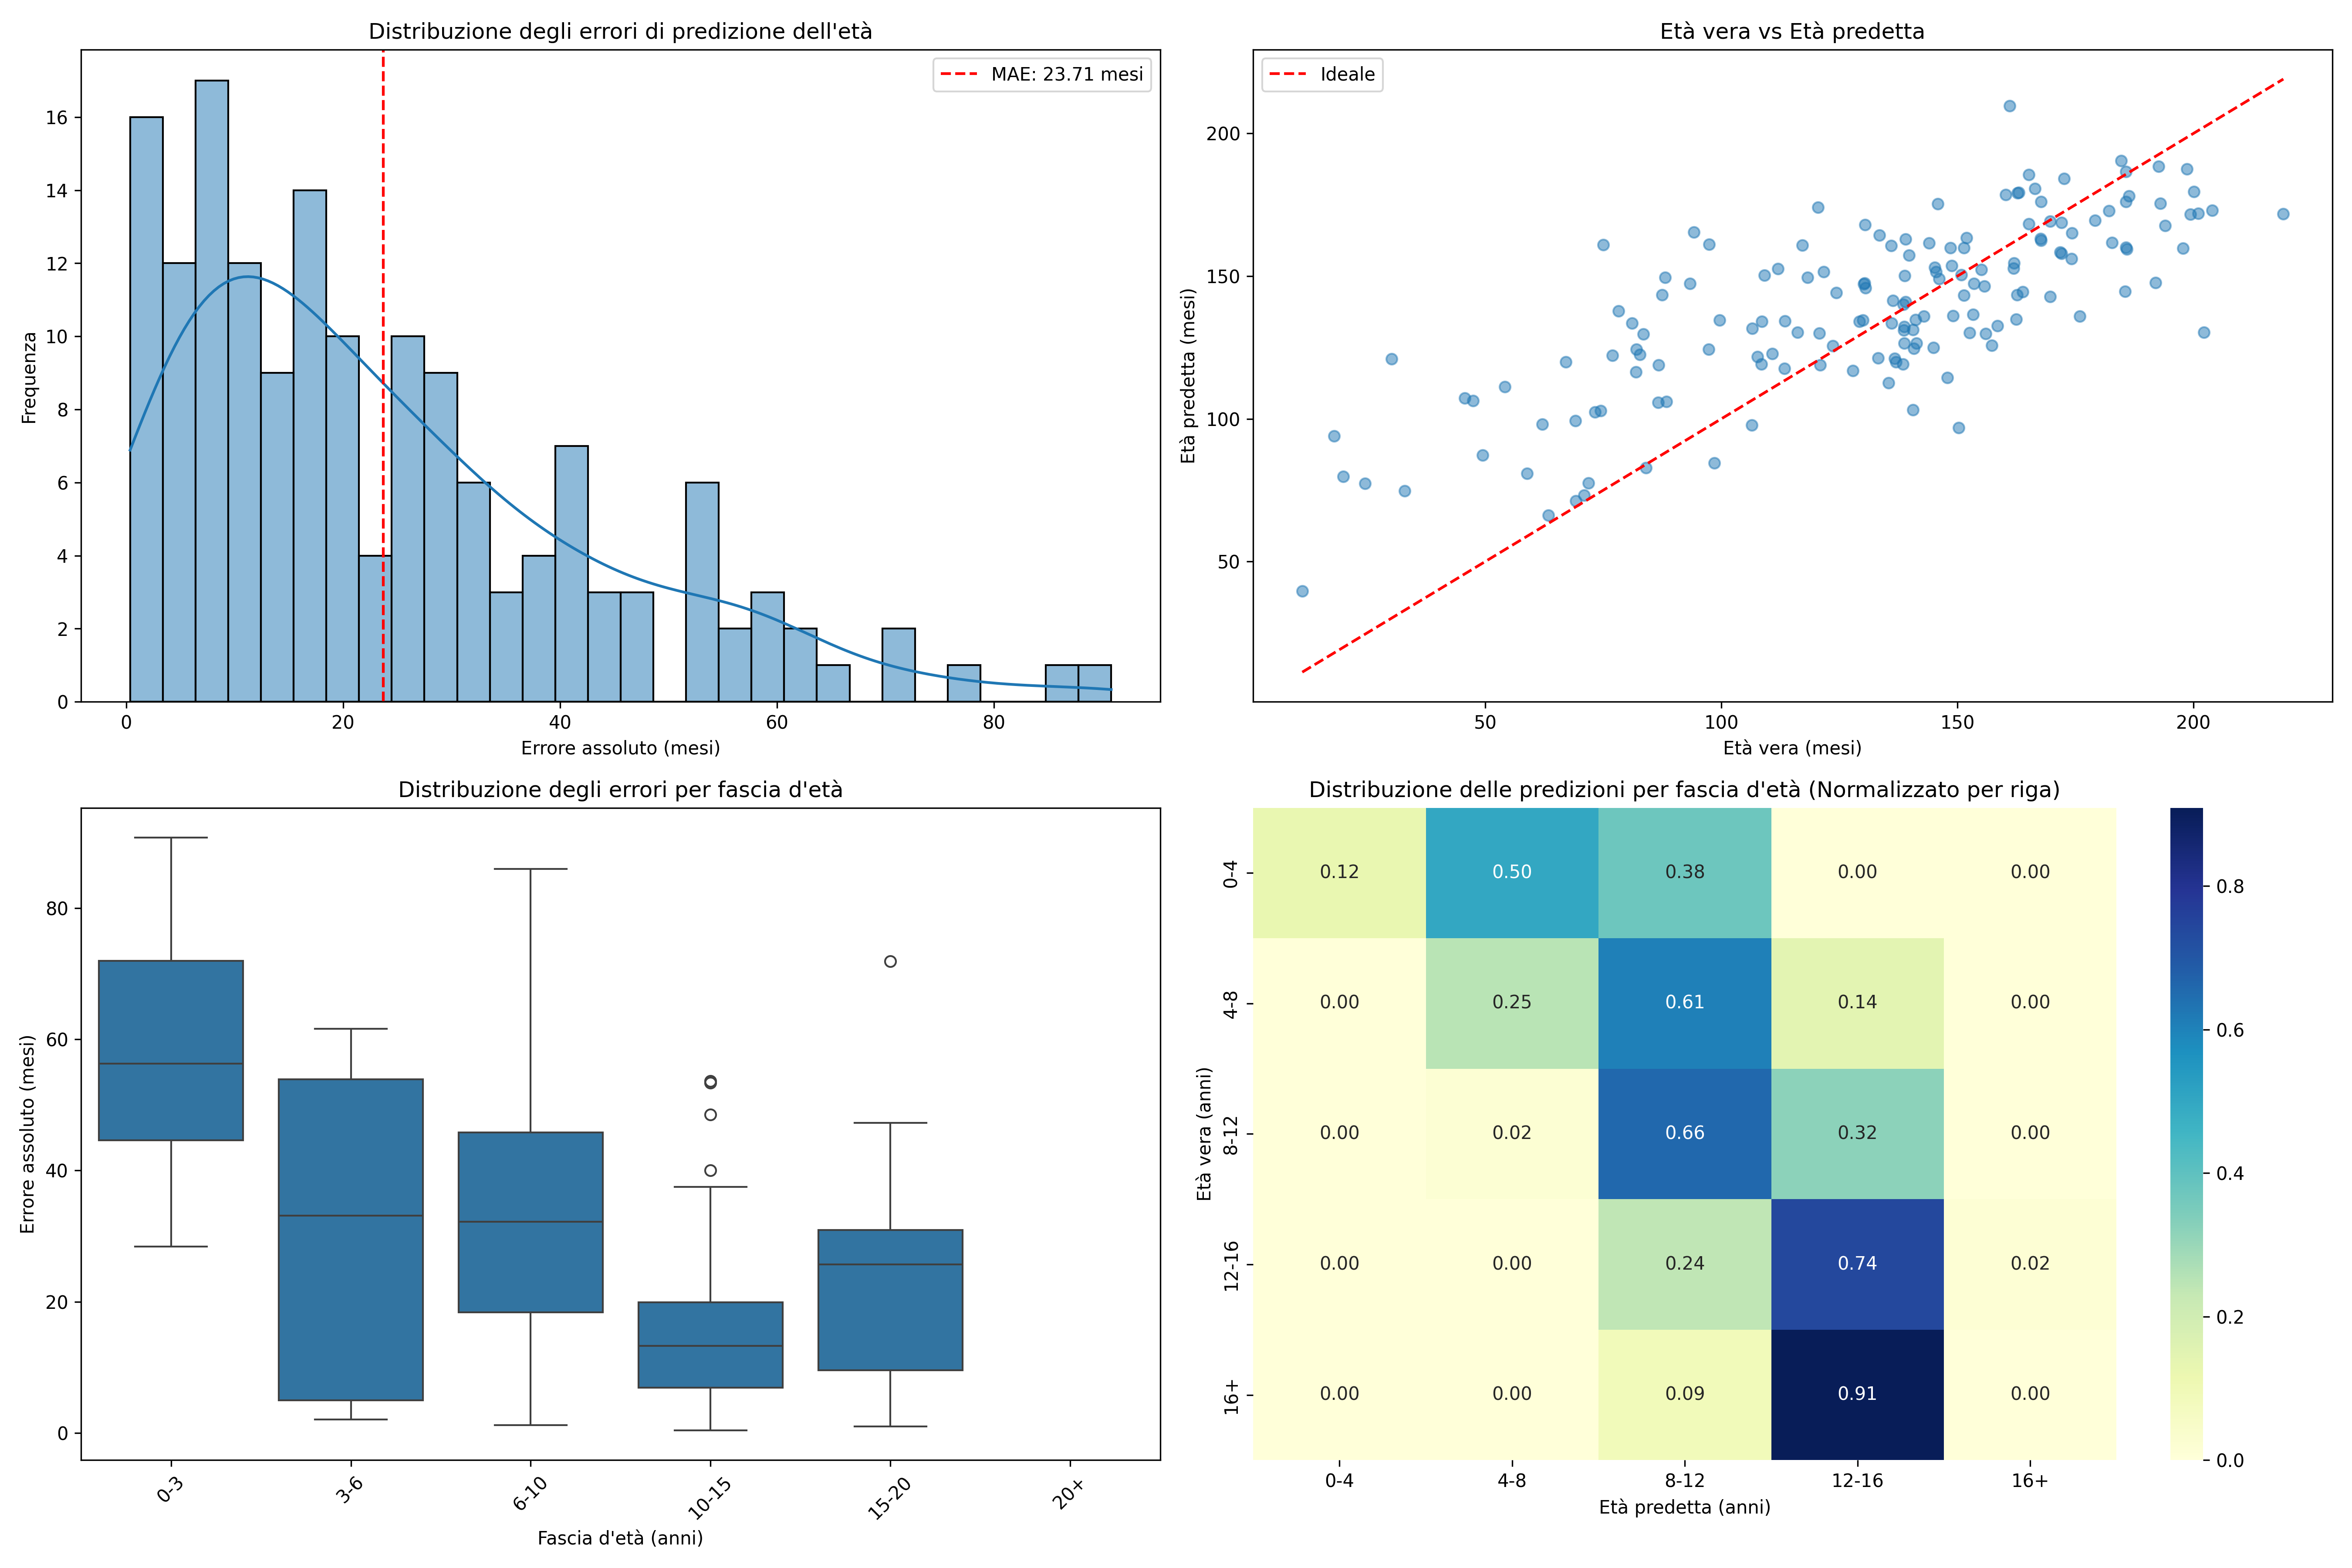 Distribuzione degli errori di predizione dell'età
MAE: 23.71 mesi
16
14
12
10
8
6
4
2
0
Frequenza
0 20 40 60 80
Errore assoluto (mesi)
Età vera vs Età predetta
Ideale
200
150
100
50
Età predetta (mesi)
50 100 150 200
Età vera (mesi)
Distribuzione degli errori per fascia d'età
80
60
40
20
0
Errore assoluto (mesi)
0-3 3-6 6-10 10-15 15-20 20+
Fascia d'età (anni)
Distribuzione delle predizioni per fascia d'età (Normalizzato per riga)
0-4 0.12 0.50 0.38 0.00 0.00
4-8 0.00 0.25 0.61 0.14 0.00
8-12 0.00 0.02 0.66 0.32 0.00
12-16 0.00 0.00 0.24 0.74 0.02
16+ 0.00 0.00 0.09 0.91 0.00
Età vera (anni)
0-4 4-8 8-12 12-16 16+
Età predetta (anni)
0.8
0.6
0.4
0.2
0.0